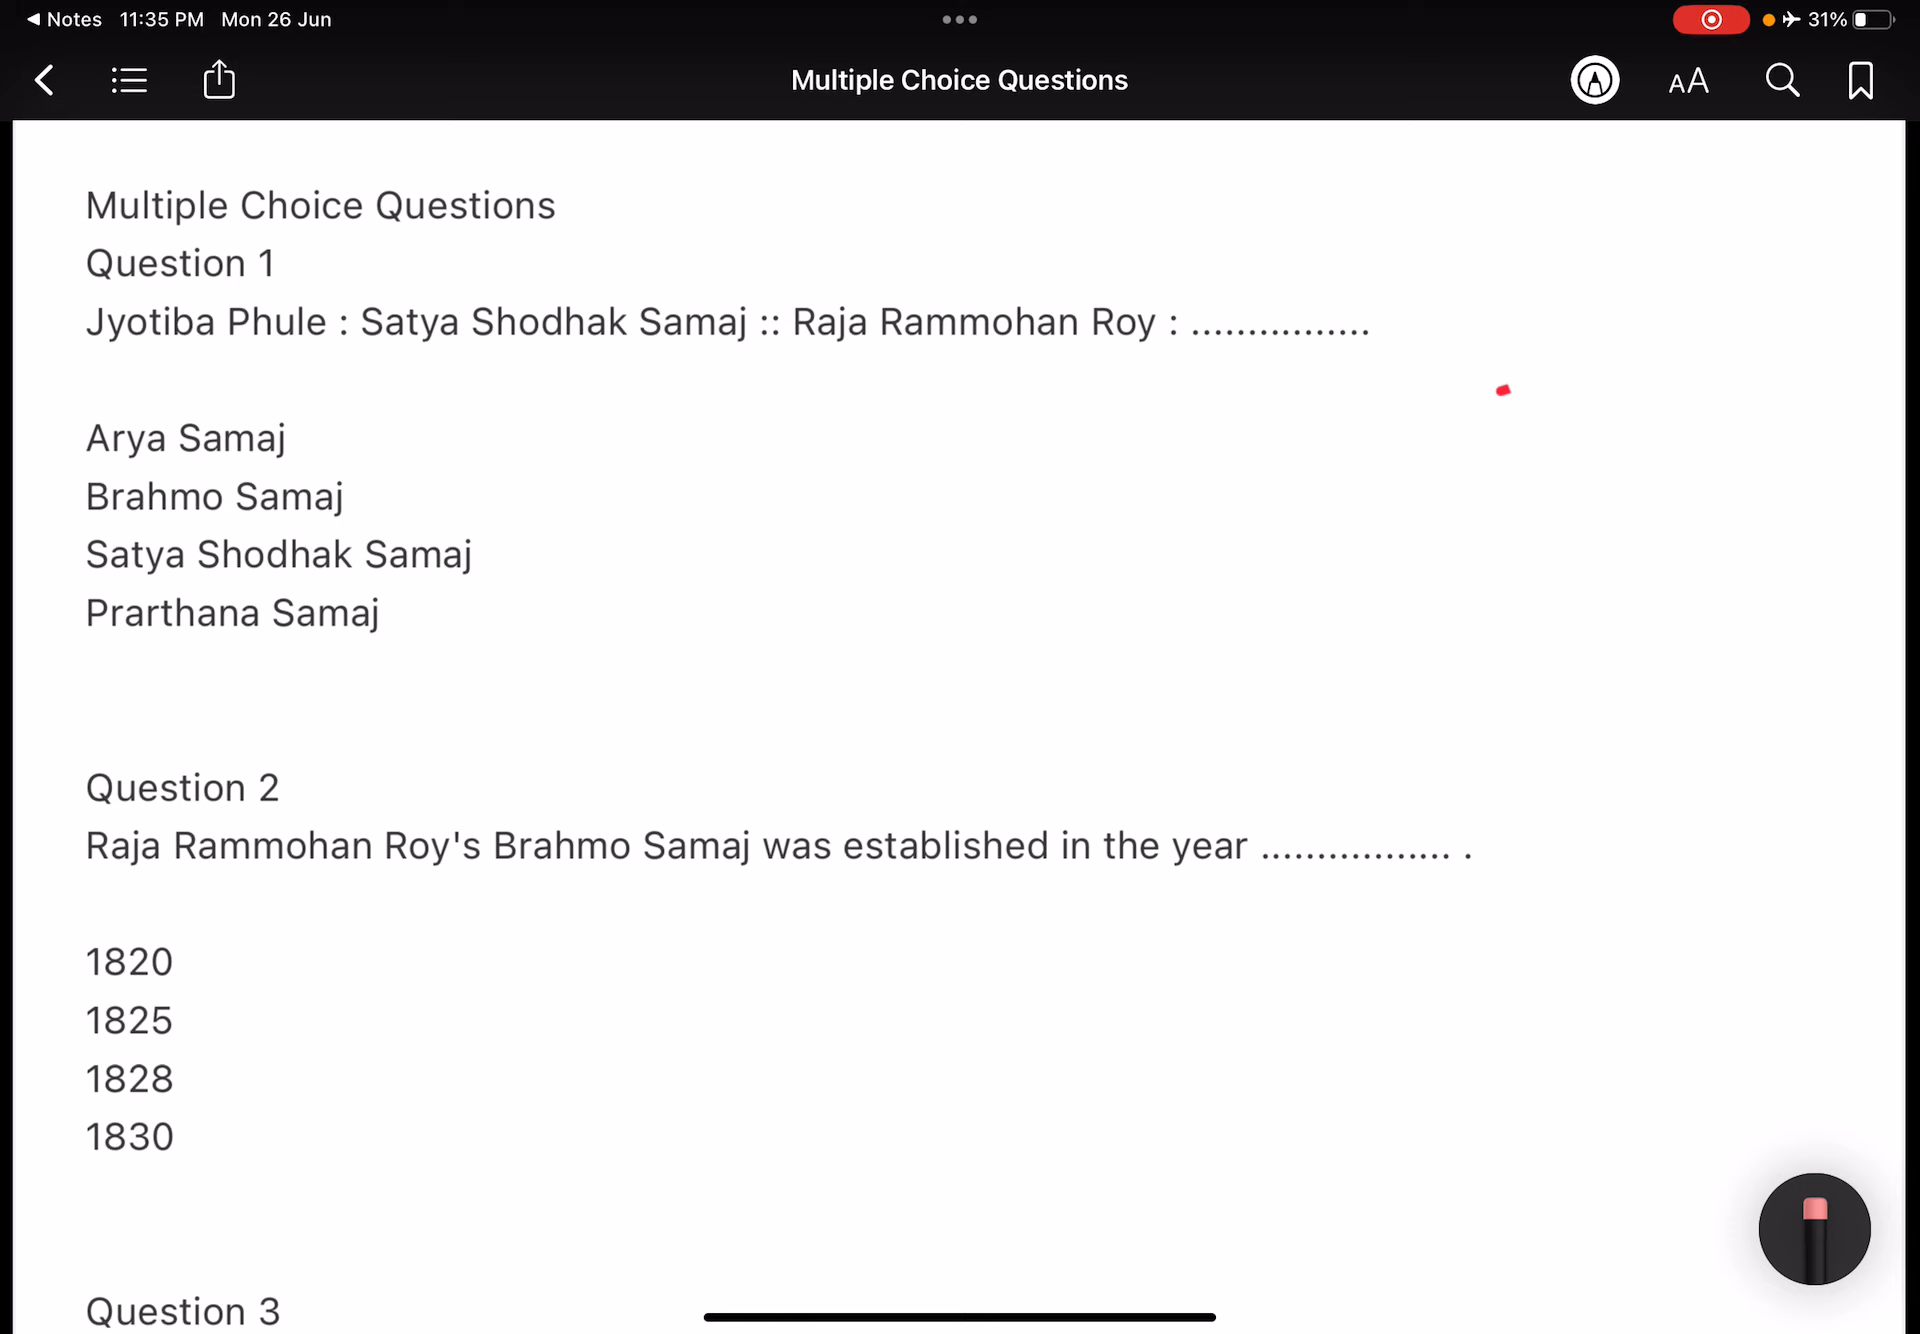 ◀ Notes 11:35 PM Mon 26 Jun 31%
Multiple Choice Questions AA
Multiple Choice Questions
Question 1
Jyotiba Phule : Satya Shodhak Samaj :: Raja Rammohan Roy : ................
Arya Samaj
Brahmo Samaj
Satya Shodhak Samaj
Prarthana Samaj
Question 2
Raja Rammohan Roy's Brahmo Samaj was established in the year ................. .
1820
1825
1828
1830
Question 3